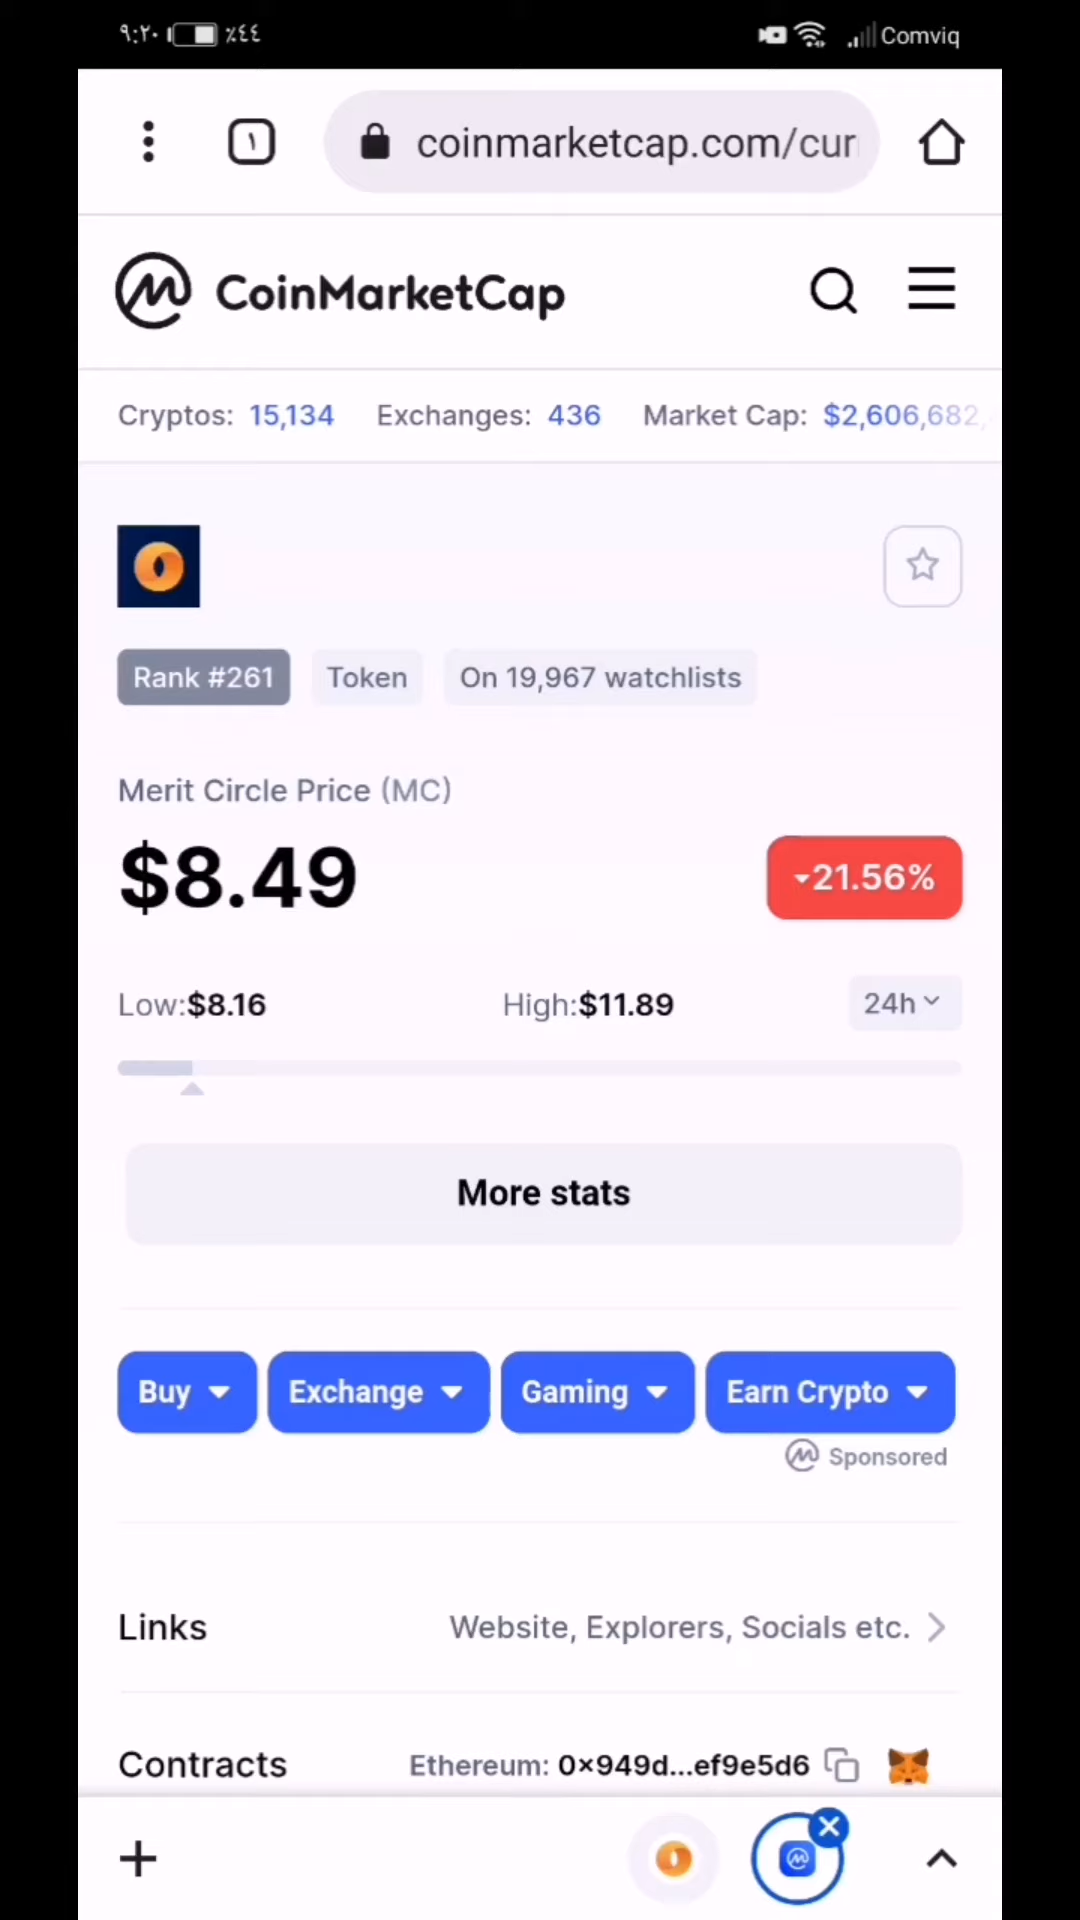 ٩:٢٠ ٪٤٤ Comviq
١ coinmarketcap.com/cur
CoinMarketCap
Cryptos: 15,134 Exchanges: 436 Market Cap: $2,606,682,
Rank #261 Token On 19,967 watchlists
Merit Circle Price (MC)
$8.49 21.56%
Low:$8.16 High:$11.89 24h
More stats
Buy Exchange Gaming Earn Crypto
Sponsored
Links Website, Explorers, Socials etc.
Contracts Ethereum: 0x949d...ef9e5d6